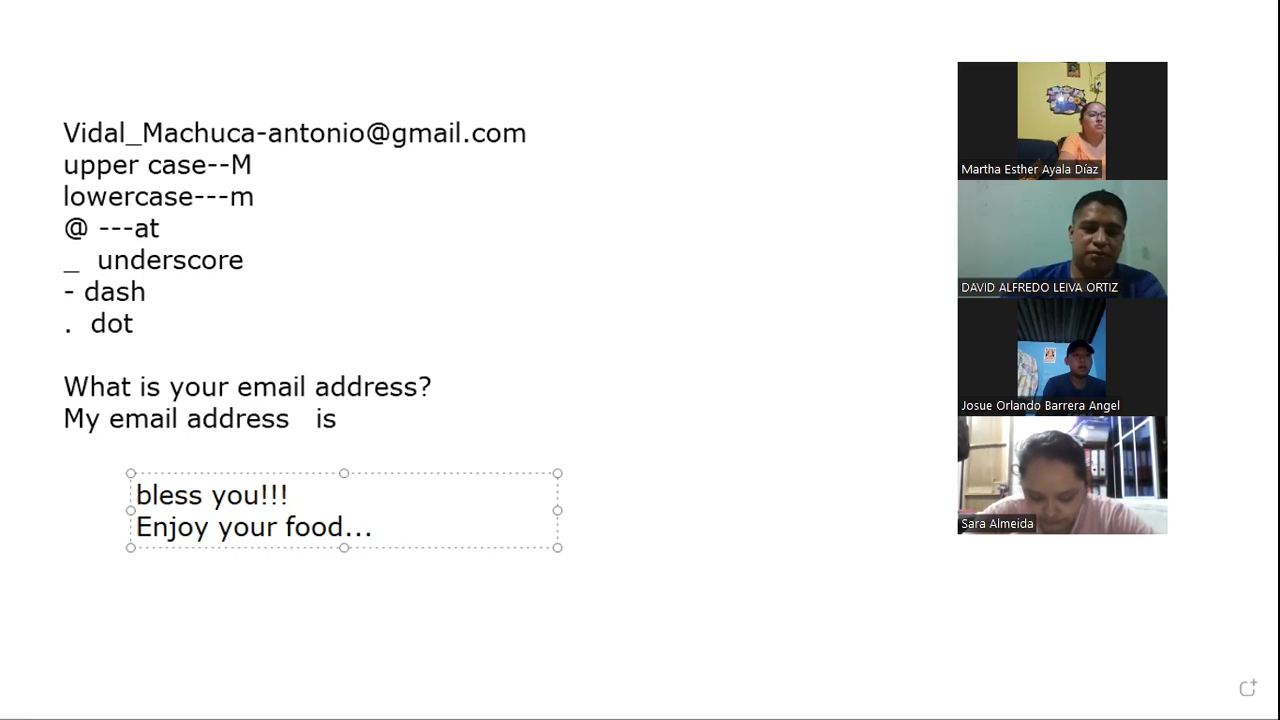 Vidal_Machuca-antonio@gmail.com
upper case--M
lowercase---m
@ ---at
_  underscore
- dash
.  dot
What is your email address?
My email address   is
bless you!!!
Enjoy your food...
Martha Esther Ayala Díaz
DAVID ALFREDO LEIVA ORTIZ
Josue Orlando Barrera Angel
Sara Almeida